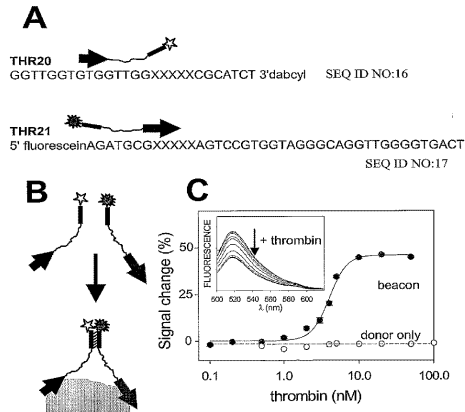 A
THR20
GGTTGGTGTGGTTGGXXXXXCGCATCT 3'dabcyl SEQ ID NO:16
THR21
5' fluoresceinAGATGCGXXXXXAGTCCGTGGTAGGGCAGGTTGGGGTGACT
SEQ ID NO:17
B
C
Signal change (%)
50
25
0
FLUORESCENCE
+ thrombin
500 520 540 560 600
λ (nm)
beacon
donor only
0.1 1.0 10.0 100.0
thrombin (nM)